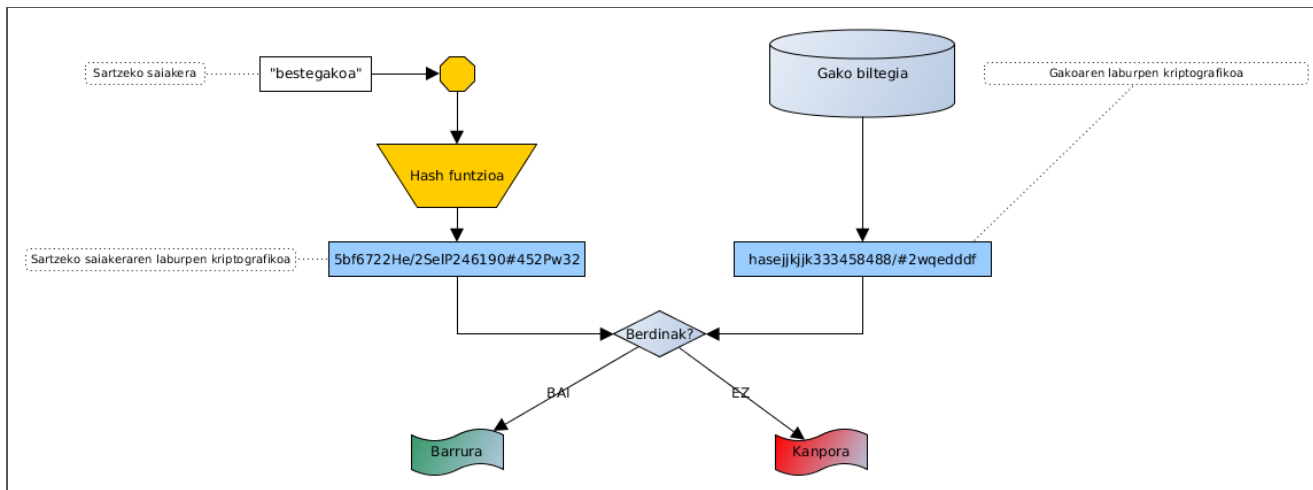 Sartzeko saiakera
"bestegakoa"
Gako biltegia
Gakoaren laburpen kriptografikoa
Hash funtzioa
Sartzeko saiakeraren laburpen kriptografikoa
5bf6722He/2SelP246190#452Pw32
hasejjkjjk333458488/#2wqedddf
Berdinak?
BAI
EZ
Barrura
Kanpora